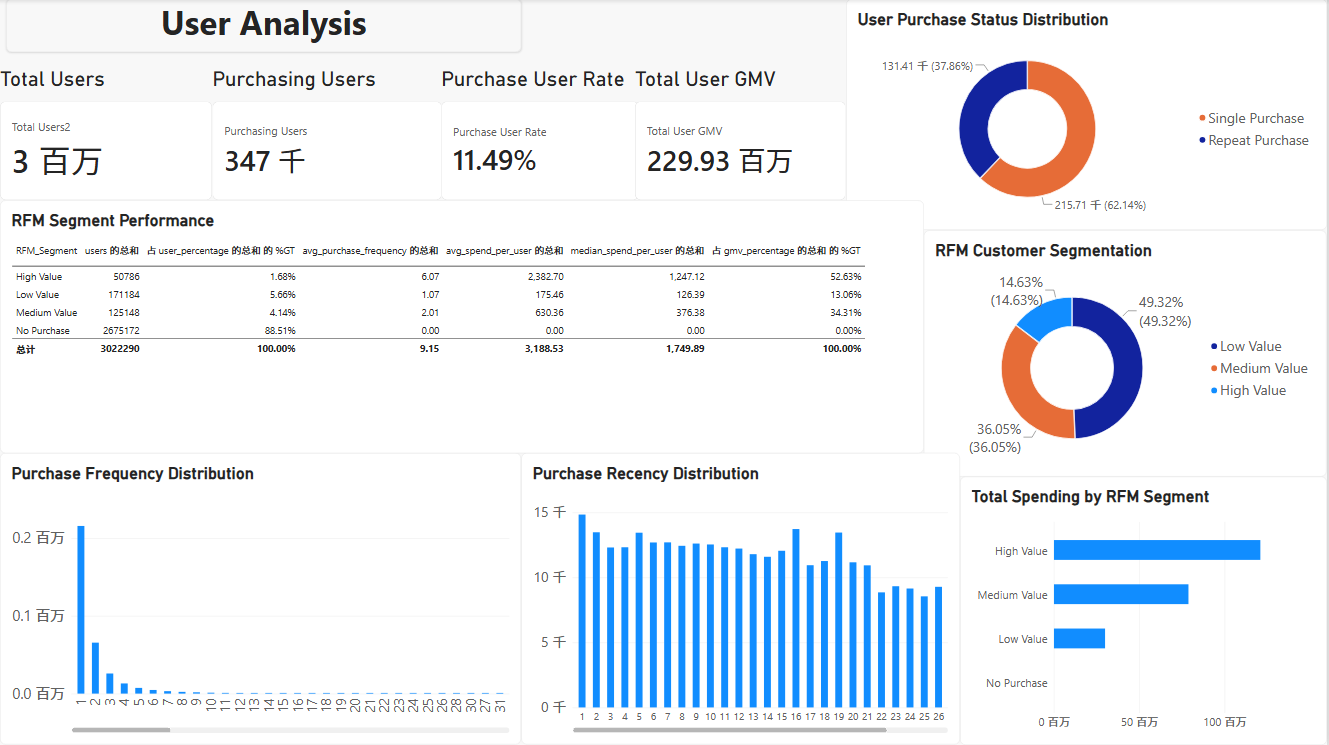 User Analysis
Total Users
Purchasing Users
Purchase User Rate
Total User GMV
Total Users2
3 百万
Purchasing Users
347 千
Purchase User Rate
11.49%
Total User GMV
229.93 百万
User Purchase Status Distribution
131.41 千 (37.86%)
215.71 千 (62.14%)
Single Purchase
Repeat Purchase
RFM Segment Performance
RFM_Segment users 的总和 占 user_percentage 的总和 的 %GT avg_purchase_frequency 的总和 avg_spend_per_user 的总和 median_spend_per_user 的总和 占 gmv_percentage 的总和 的 %GT
High Value 50786 1.68% 6.07 2,382.70 1,247.12 52.63%
Low Value 171184 5.66% 1.07 175.46 126.39 13.06%
Medium Value 125148 4.14% 2.01 630.36 376.38 34.31%
No Purchase 2675172 88.51% 0.00 0.00 0.00 0.00%
总计 3022290 100.00% 9.15 3,188.53 1,749.89 100.00%
RFM Customer Segmentation
14.63%
(14.63%)
49.32%
(49.32%)
36.05%
(36.05%)
Low Value
Medium Value
High Value
Purchase Frequency Distribution
0.2 百万
0.1 百万
0.0 百万
1 2 3 4 5 6 7 8 9 10 11 12 13 14 15 16 17 18 19 20 21 22 23 24 25 26 28 30 27 31
Purchase Recency Distribution
15 千
10 千
5 千
0 千
1 2 3 4 5 6 7 8 9 10 11 12 13 14 15 16 17 18 19 20 21 22 23 24 25 26
Total Spending by RFM Segment
High Value
Medium Value
Low Value
No Purchase
0 百万 50 百万 100 百万